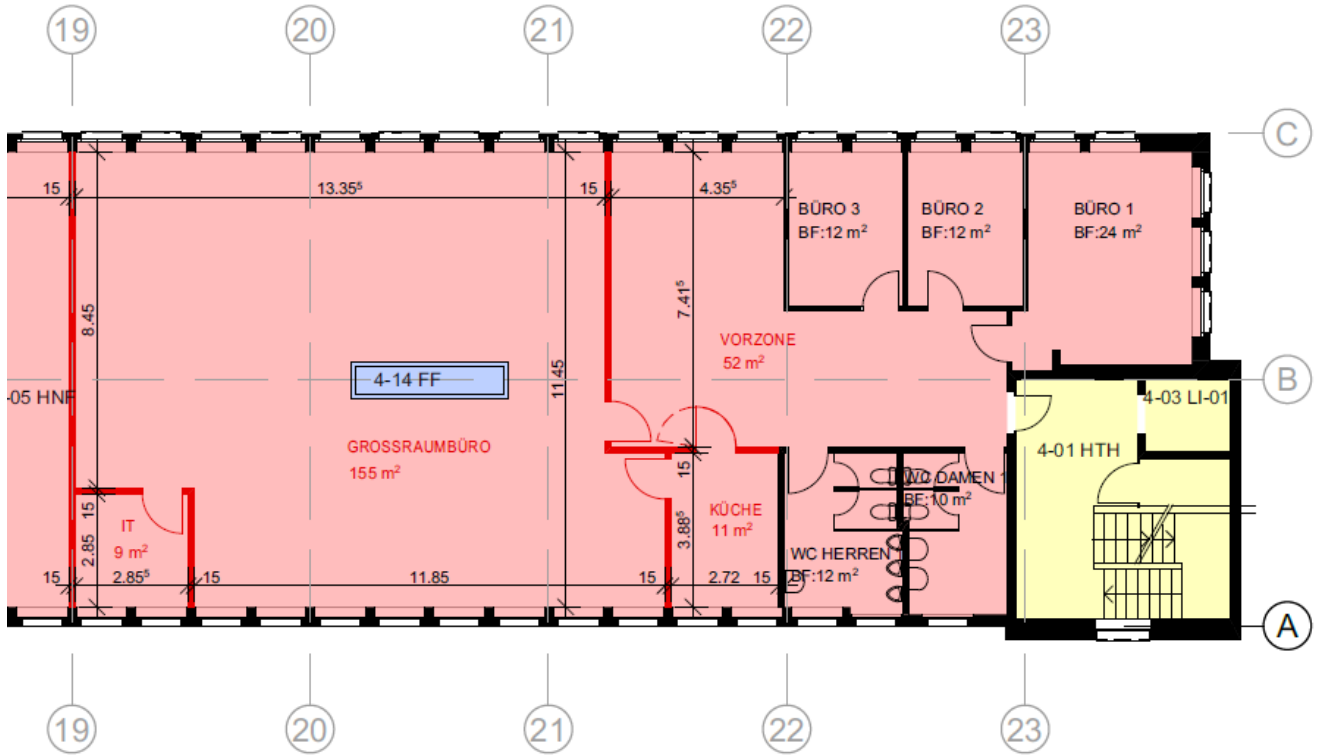 19 20 21 22 23
C
15 13.35⁵ 15 4.35⁵
BÜRO 3
BF:12 m²
BÜRO 2
BF:12 m²
BÜRO 1
BF:24 m²
8.45
11.45
7.41⁵
VORZONE
52 m²
4-14 FF
B
-05 HNF
4-03 LI-01
GROSSRAUMBÜRO
155 m²
4-01 HTH
15
15
WC DAMEN 1
BF:10 m²
IT
9 m²
KÜCHE
11 m²
2.85
3.88⁵
WC HERREN
BF:12 m²
15 2.85⁵ 15 11.85 15 2.72 15
A
19 20 21 22 23